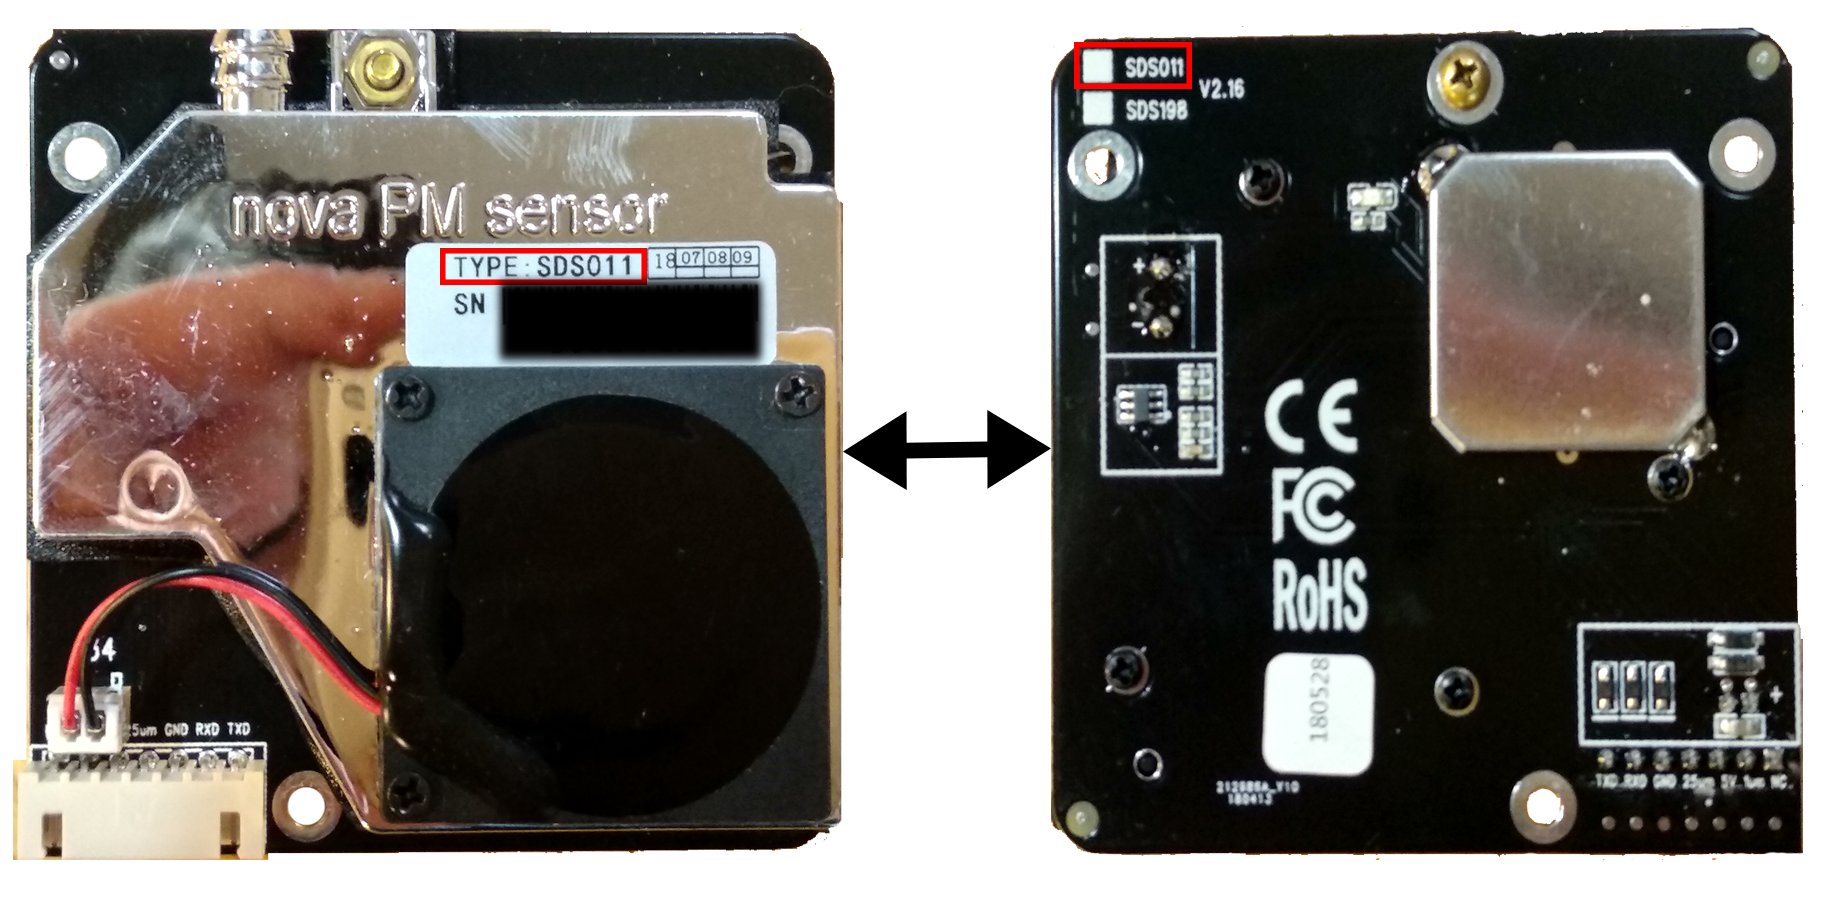 nova PM sensor
TYPE:SDS011 18 07 08 09
SN
25um GND RXD TXD
SDS011
V2.16
SDS198
CE
FC
RoHS
180528
TXD RXD GND 25um 5V 1um NC
180413